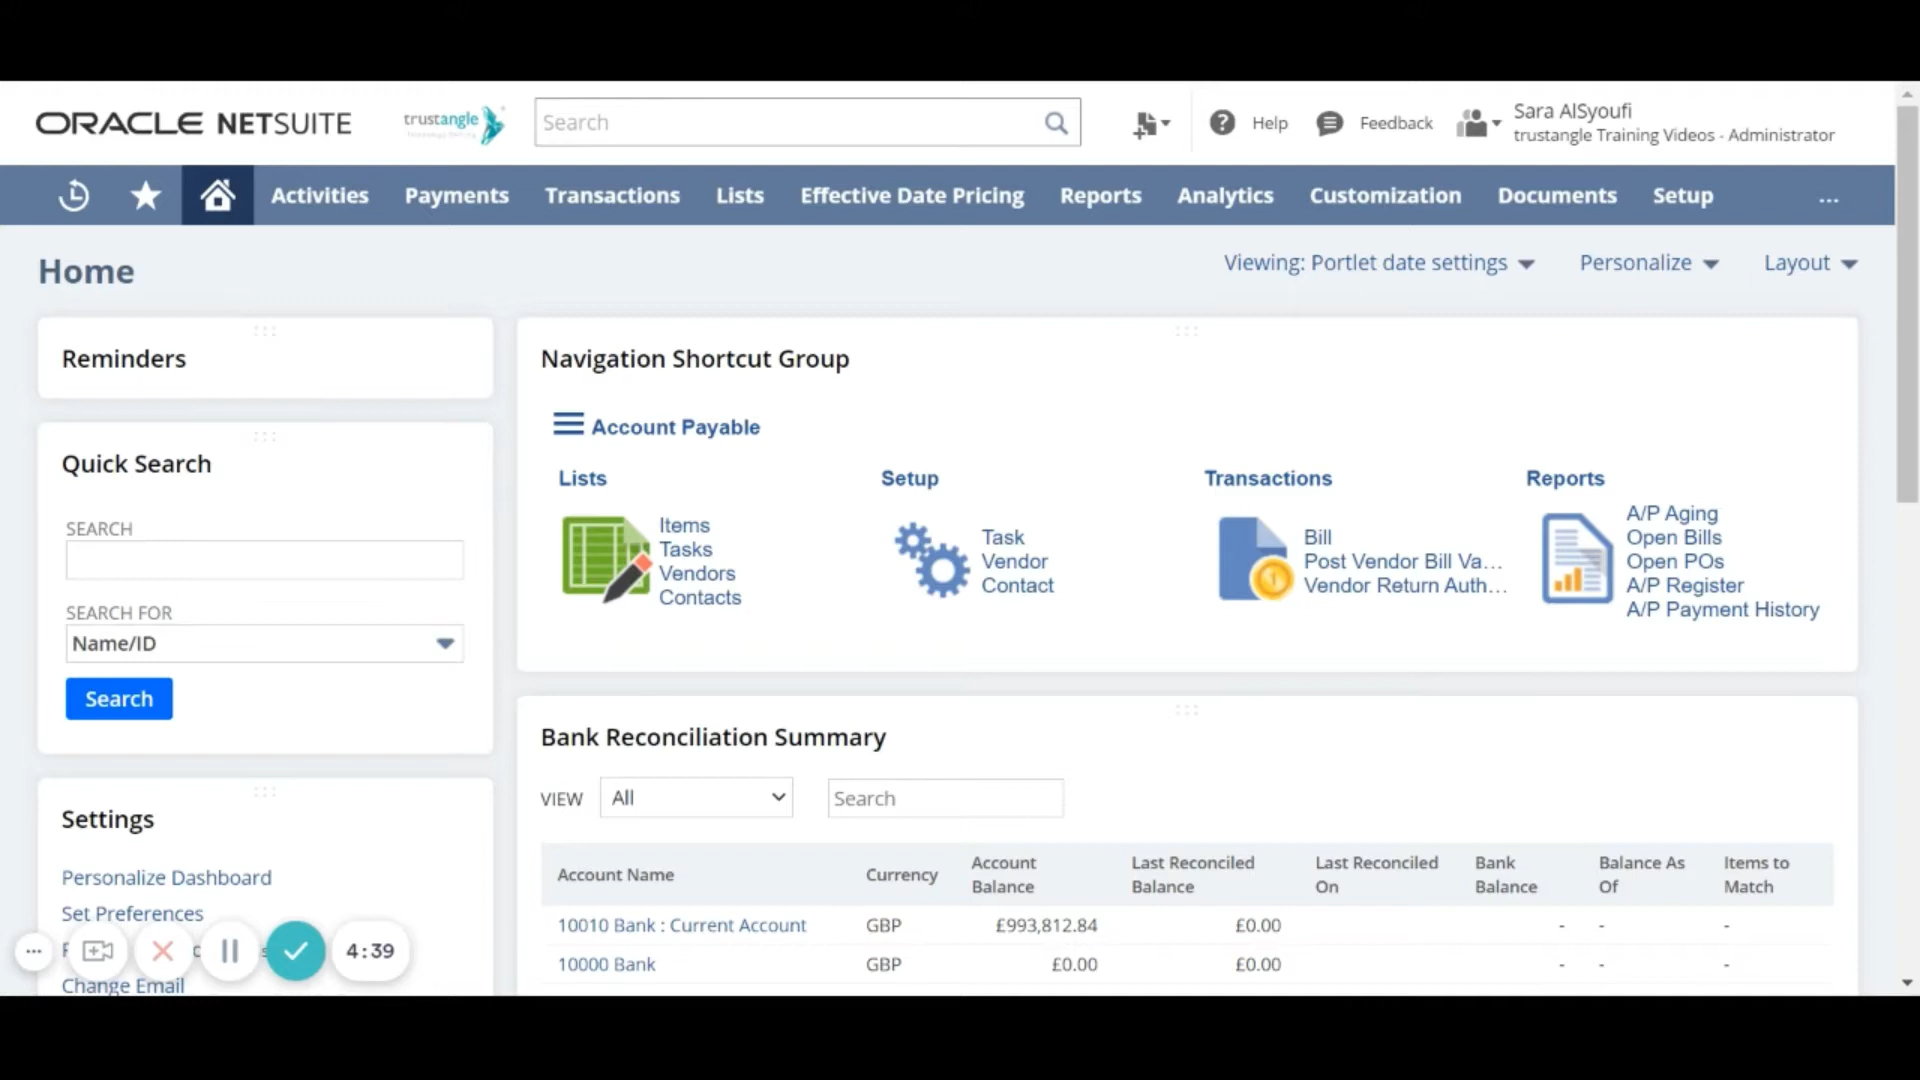 ORACLE NETSUITE
trustangle
Search
Help
Feedback
Sara AlSyoufi
trustangle Training Videos - Administrator
Activities
Payments
Transactions
Lists
Effective Date Pricing
Reports
Analytics
Customization
Documents
Setup
...
Home
Viewing: Portlet date settings
Personalize
Layout
Reminders
Quick Search
SEARCH
SEARCH FOR
Name/ID
Search
Settings
Personalize Dashboard
Set Preferences
Change Email
4:39
Navigation Shortcut Group
Account Payable
Lists
Items
Tasks
Vendors
Contacts
Setup
Task
Vendor
Contact
Transactions
Bill
Post Vendor Bill Va...
Vendor Return Auth...
Reports
A/P Aging
Open Bills
Open POs
A/P Register
A/P Payment History
Bank Reconciliation Summary
VIEW
All
Search
Account Name Currency Account Balance Last Reconciled Balance Last Reconciled On Bank Balance Balance As Of Items to Match
10010 Bank : Current Account GBP £993,812.84 £0.00 - - -
10000 Bank GBP £0.00 £0.00 - - -